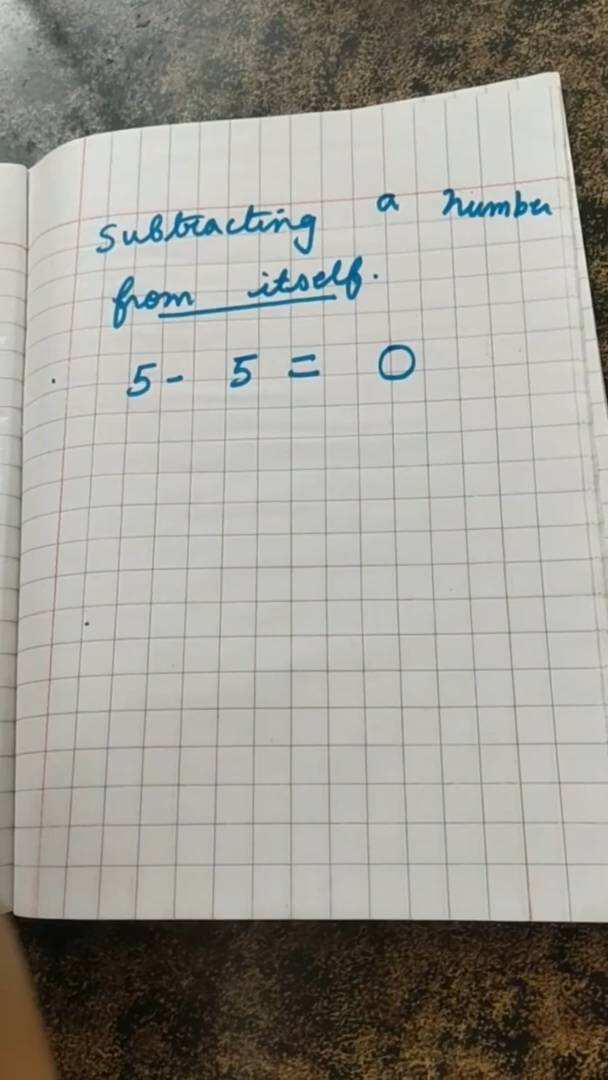 Subtracting a number
from itself.
5 - 5 = 0